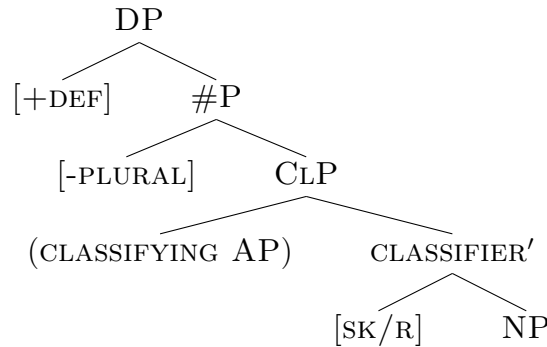 DP
[+DEF] #P
[-PLURAL] CLP
(CLASSIFYING AP) CLASSIFIER′
[SK/R] NP